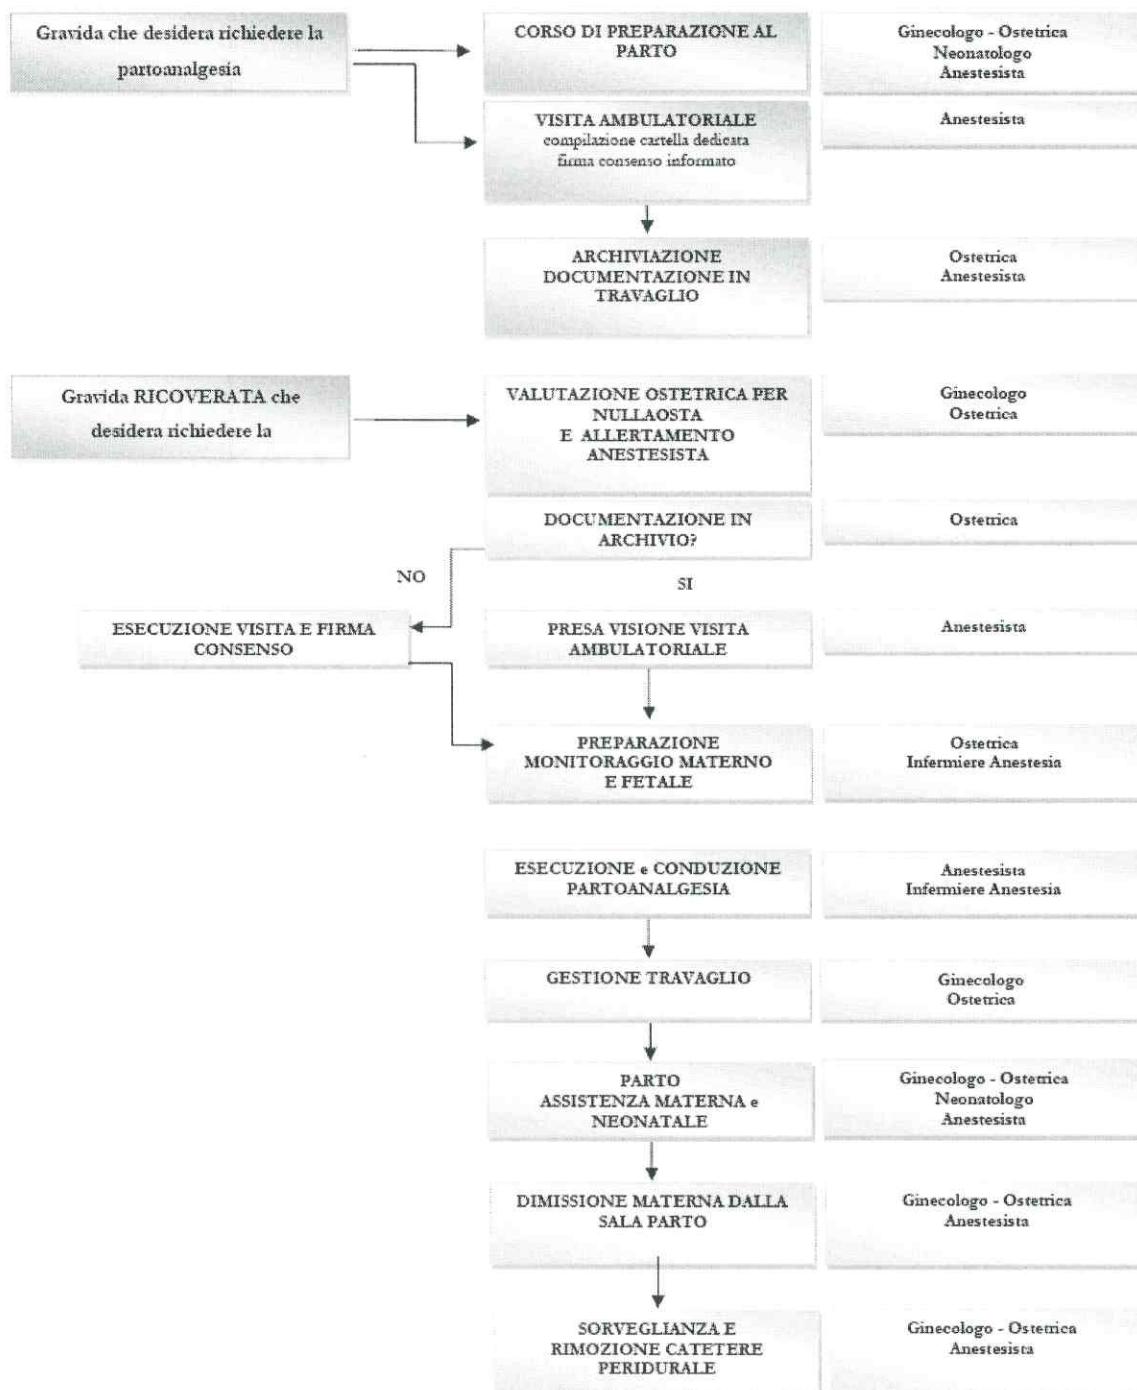 Gravida che desidera richiedere la
partoanalgesia
CORSO DI PREPARAZIONE AL
PARTO
Ginecologo - Ostetrica
Neonatologo
Anestesista
VISITA AMBULATORIALE
compilazione cartella dedicata
firma consenso informato
Anestesista
ARCHIVIAZIONE
DOCUMENTAZIONE IN
TRAVAGLIO
Ostetrica
Anestesista
Gravida RICOVERATA che
desidera richiedere la
VALUTAZIONE OSTETRICA PER
NULLAOSTA
E ALLERTAMENTO
ANESTESISTA
Ginecologo
Ostetrica
DOCUMENTAZIONE IN
ARCHIVIO?
Ostetrica
NO
SI
ESECUZIONE VISITA E FIRMA
CONSENSO
PRESA VISIONE VISITA
AMBULATORIALE
Anestesista
PREPARAZIONE
MONITORAGGIO MATERNO
E FETALE
Ostetrica
Infermiere Anestesia
ESECUZIONE e CONDUZIONE
PARTOANALGESIA
Anestesista
Infermiere Anestesia
GESTIONE TRAVAGLIO
Ginecologo
Ostetrica
PARTO
ASSISTENZA MATERNA e
NEONATALE
Ginecologo - Ostetrica
Neonatologo
Anestesista
DIMISSIONE MATERNA DALLA
SALA PARTO
Ginecologo - Ostetrica
Anestesista
SORVEGLIANZA E
RIMOZIONE CATETERE
PERIDURALE
Ginecologo - Ostetrica
Anestesista